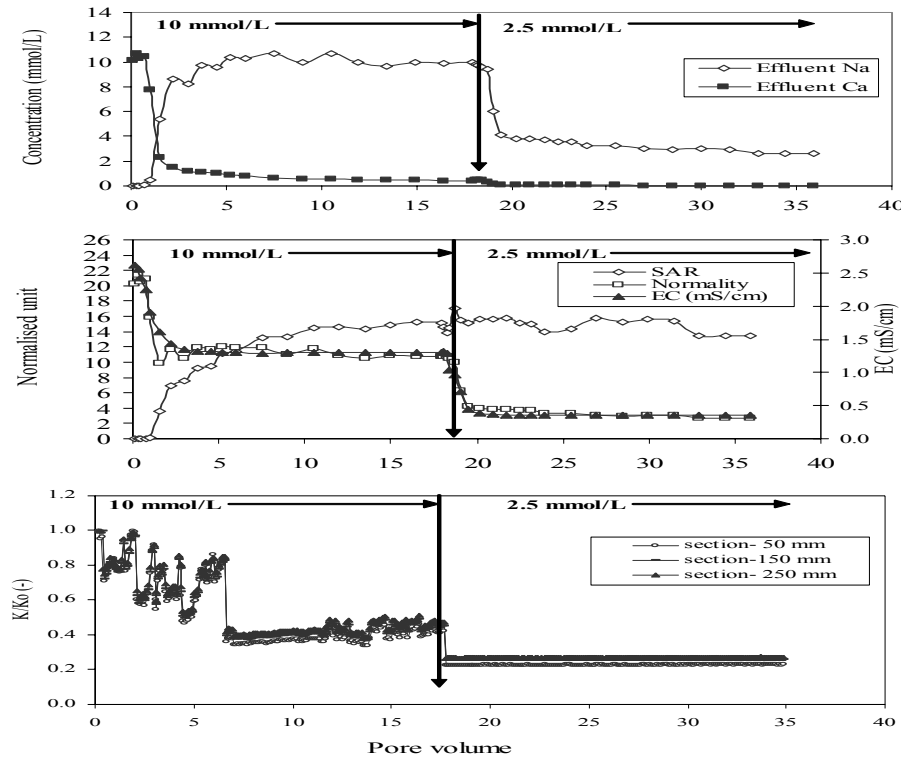 10 mmol/L
2.5 mmol/L
Concentration (mmol/L)
14
12
10
8
6
4
2
0
Effluent Na
Effluent Ca
0 5 10 15 20 25 30 35 40
10 mmol/L
2.5 mmol/L
Normalised unit
26
24
22
20
18
16
14
12
10
8
6
4
2
0
SAR
Normality
EC (mS/cm)
3.0
2.5
2.0
1.5
1.0
0.5
0.0
EC (mS/cm)
0 5 10 15 20 25 30 35 40
10 mmol/L
2.5 mmol/L
K/Ko (-)
1.2
1.0
0.8
0.6
0.4
0.2
0.0
section- 50 mm
section-150 mm
section- 250 mm
0 5 10 15 20 25 30 35 40
Pore volume